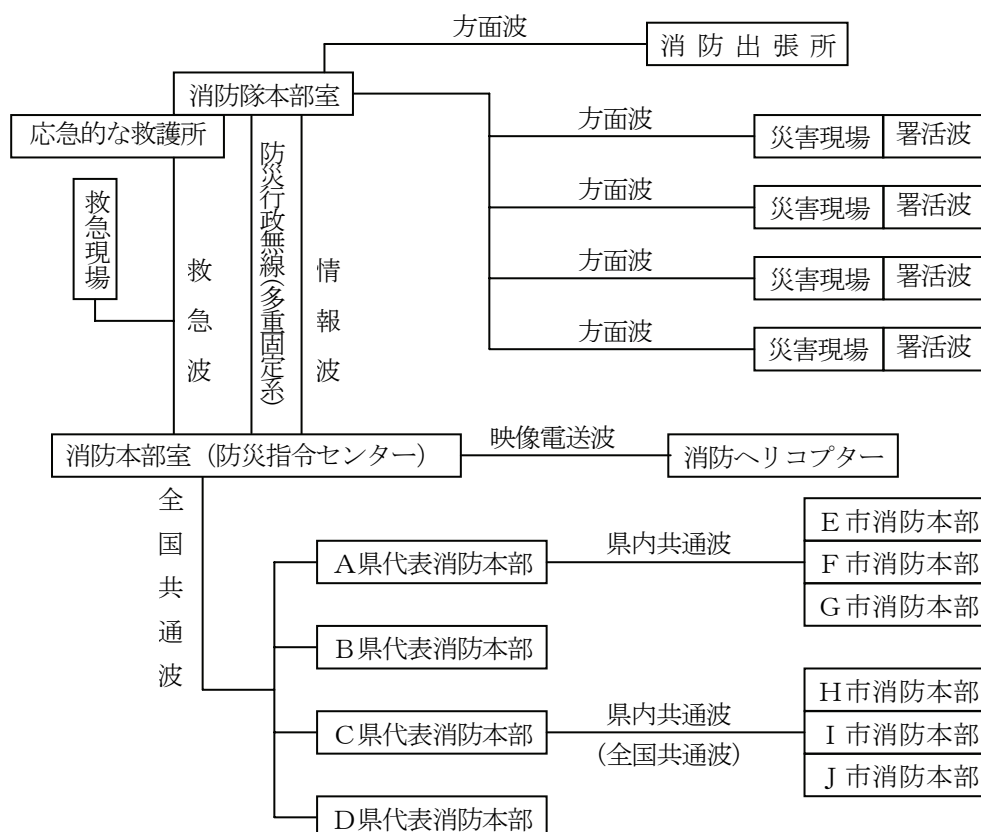 方面波
消防出張所
消防隊本部室
応急的な救護所
方面波
災害現場 署活波
方面波
災害現場 署活波
方面波
災害現場 署活波
方面波
災害現場 署活波
救急現場
救急波
防災行政無線(多重固定系)
情報波
消防本部室(防災指令センター)
映像電送波
消防ヘリコプター
全国共通波
A県代表消防本部
県内共通波
E市消防本部
F市消防本部
G市消防本部
B県代表消防本部
C県代表消防本部
県内共通波
(全国共通波)
H市消防本部
I市消防本部
J市消防本部
D県代表消防本部